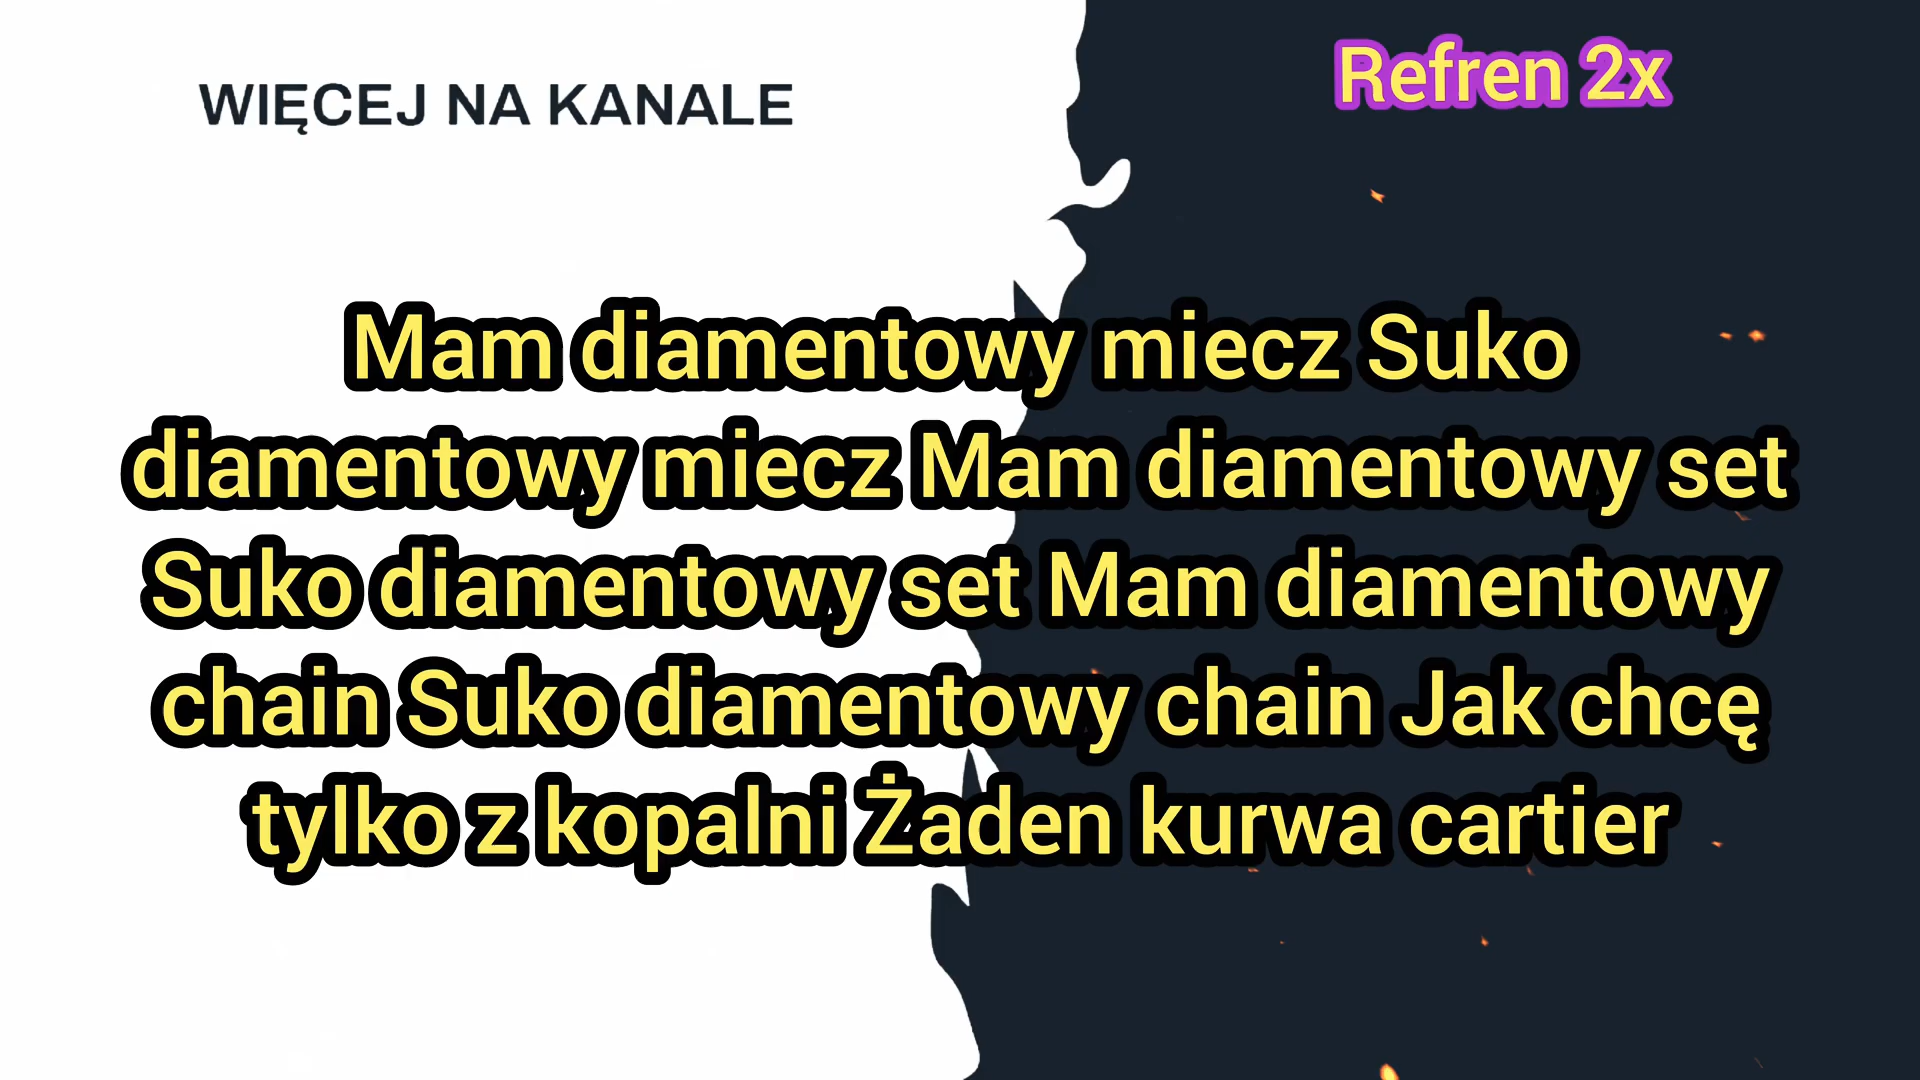 WIĘCEJ NA KANALE
Refren 2x
Mam diamentowy miecz Suko
diamentowy miecz Mam diamentowy set
Suko diamentowy set Mam diamentowy
chain Suko diamentowy chain Jak chcę
tylko z kopalni Żaden kurwa cartier